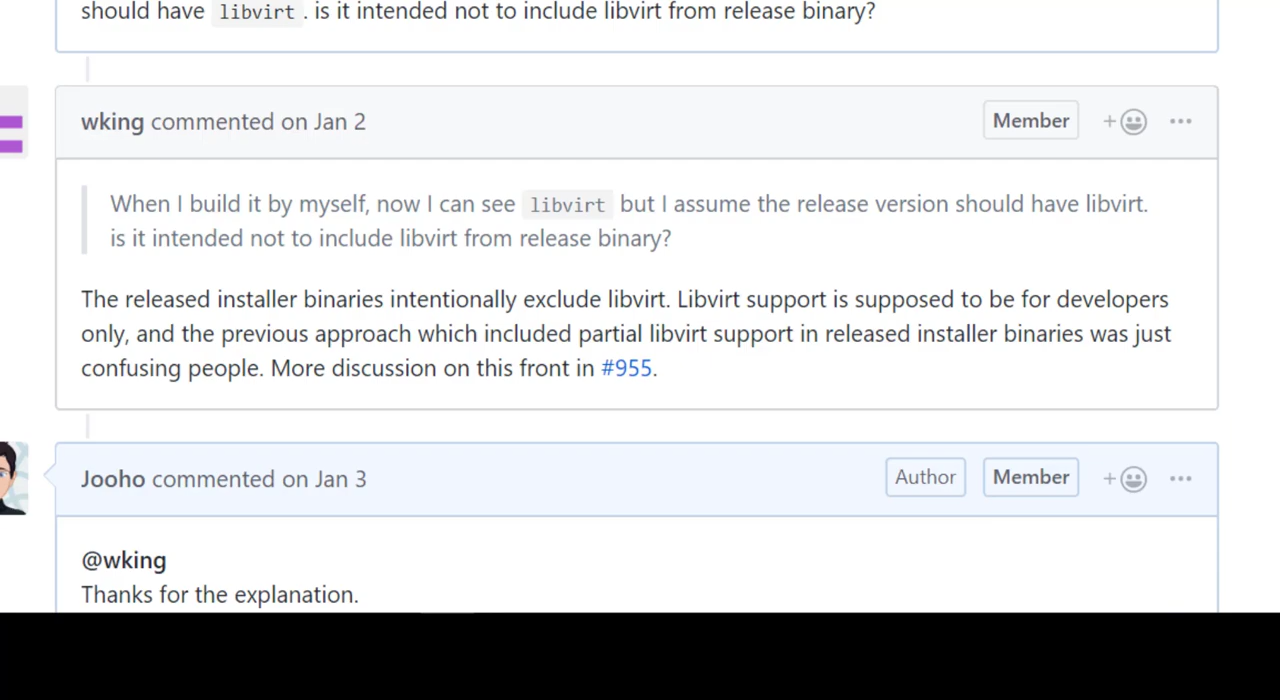 should have libvirt. is it intended not to include libvirt from release binary?
wking commented on Jan 2
Member
When I build it by myself, now I can see libvirt but I assume the release version should have libvirt.
is it intended not to include libvirt from release binary?
The released installer binaries intentionally exclude libvirt. Libvirt support is supposed to be for developers
only, and the previous approach which included partial libvirt support in released installer binaries was just
confusing people. More discussion on this front in #955.
Jooho commented on Jan 3
Author Member
@wking
Thanks for the explanation.